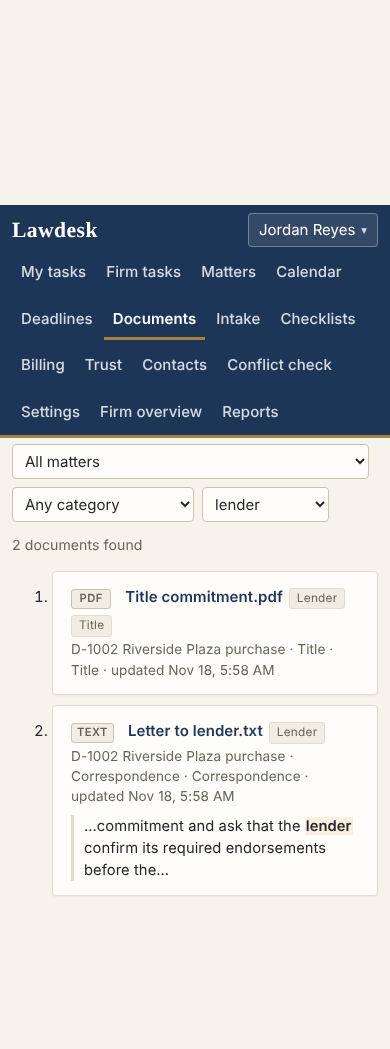 Lawdesk
Jordan Reyes ▾
My tasks Firm tasks Matters Calendar
Deadlines Documents Intake Checklists
Billing Trust Contacts Conflict check
Settings Firm overview Reports
All matters
Any category lender
2 documents found
1. PDF Title commitment.pdf Lender
Title
D-1002 Riverside Plaza purchase · Title ·
Title · updated Nov 18, 5:58 AM
2. TEXT Letter to lender.txt Lender
D-1002 Riverside Plaza purchase ·
Correspondence · Correspondence ·
updated Nov 18, 5:58 AM
…commitment and ask that the lender
confirm its required endorsements
before the…